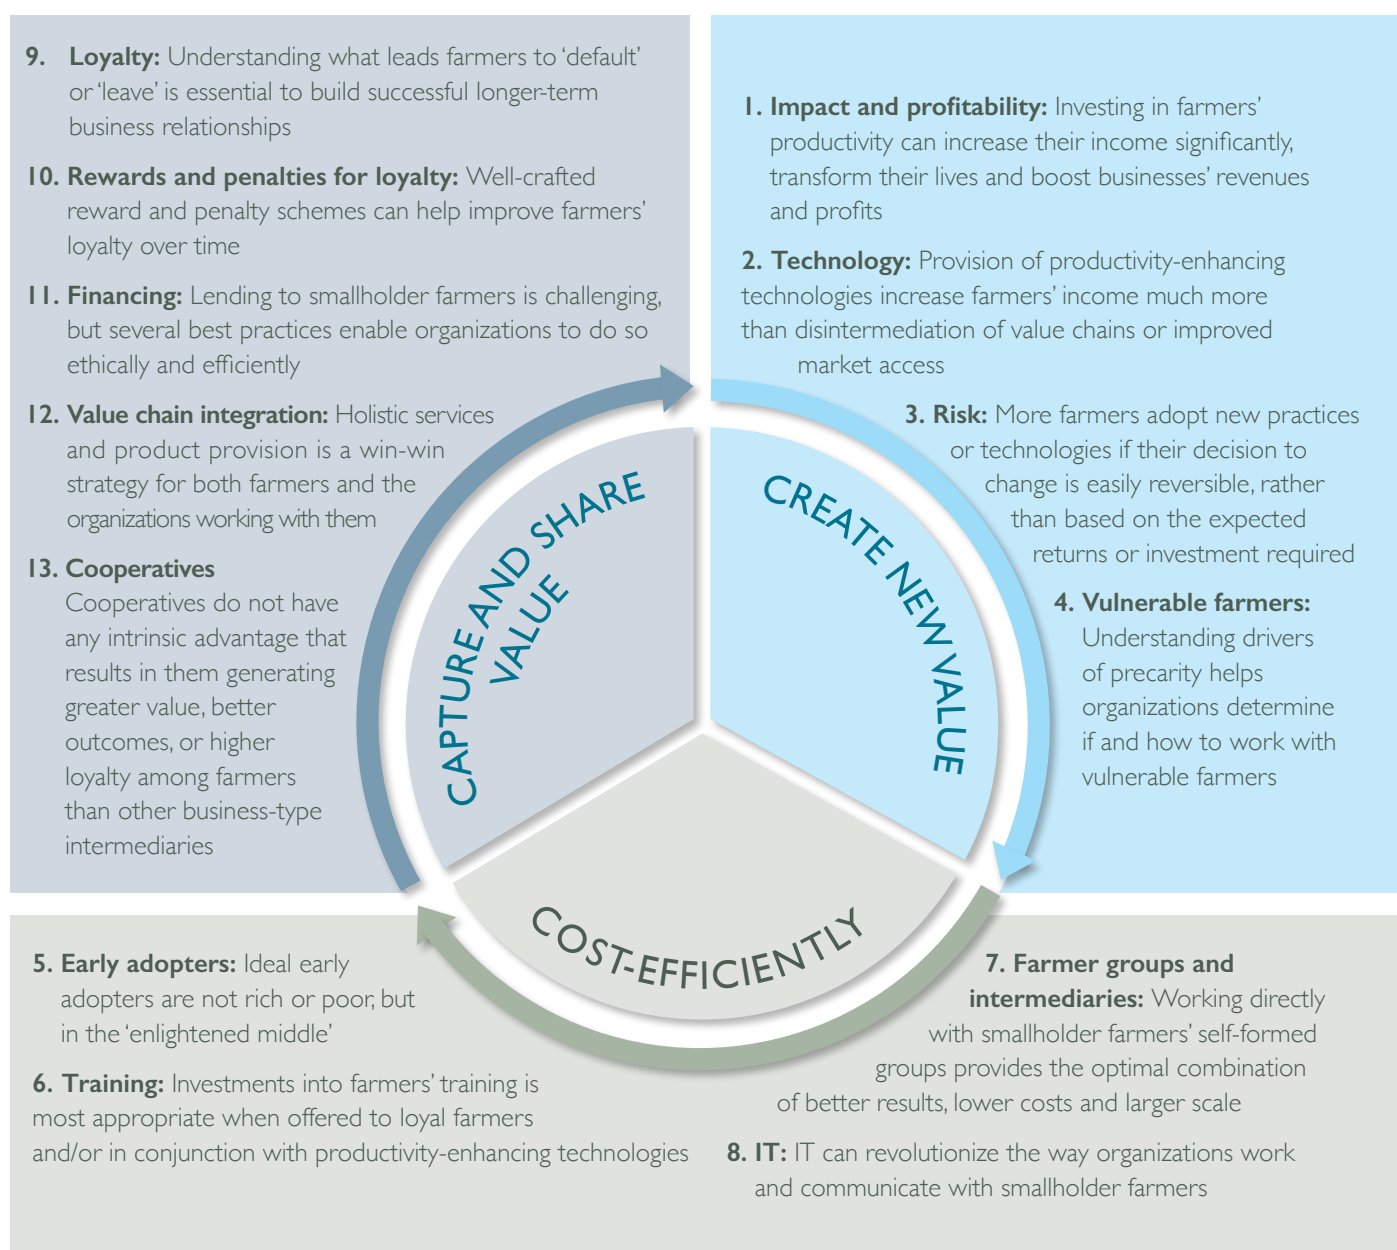 9. Loyalty: Understanding what leads farmers to ‘default’
or ‘leave’ is essential to build successful longer-term
business relationships
10. Rewards and penalties for loyalty: Well-crafted
reward and penalty schemes can help improve farmers’
loyalty over time
11. Financing: Lending to smallholder farmers is challenging,
but several best practices enable organizations to do so
ethically and efficiently
12. Value chain integration: Holistic services
and product provision is a win-win
strategy for both farmers and the
organizations working with them
13. Cooperatives
Cooperatives do not have
any intrinsic advantage that
results in them generating
greater value, better
outcomes, or higher
loyalty among farmers
than other business-type
intermediaries
1. Impact and profitability: Investing in farmers’
productivity can increase their income significantly,
transform their lives and boost businesses’ revenues
and profits
2. Technology: Provision of productivity-enhancing
technologies increase farmers’ income much more
than disintermediation of value chains or improved
market access
3. Risk: More farmers adopt new practices
or technologies if their decision to
change is easily reversible, rather
than based on the expected
returns or investment required
4. Vulnerable farmers:
Understanding drivers
of precarity helps
organizations determine
if and how to work with
vulnerable farmers
CAPTURE AND SHARE
VALUE
CREATE NEW VALUE
COST-EFFICIENTLY
5. Early adopters: Ideal early
adopters are not rich or poor, but
in the ‘enlightened middle’
6. Training: Investments into farmers’ training is
most appropriate when offered to loyal farmers
and/or in conjunction with productivity-enhancing technologies
7. Farmer groups and
intermediaries: Working directly
with smallholder farmers’ self-formed
groups provides the optimal combination
of better results, lower costs and larger scale
8. IT: IT can revolutionize the way organizations work
and communicate with smallholder farmers